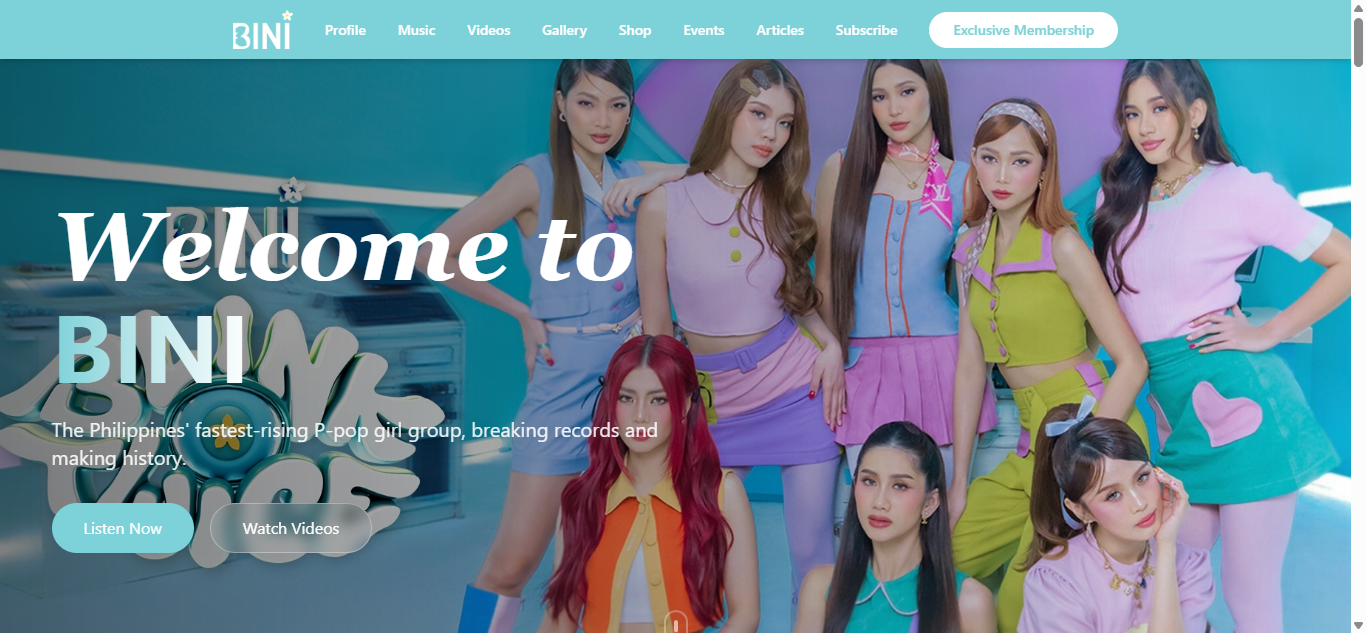 BINI
Profile
Music
Videos
Gallery
Shop
Events
Articles
Subscribe
Exclusive Membership
BINI
Welcome to
BINI
The Philippines' fastest-rising P-pop girl group, breaking records and
making history.
Listen Now
Watch Videos